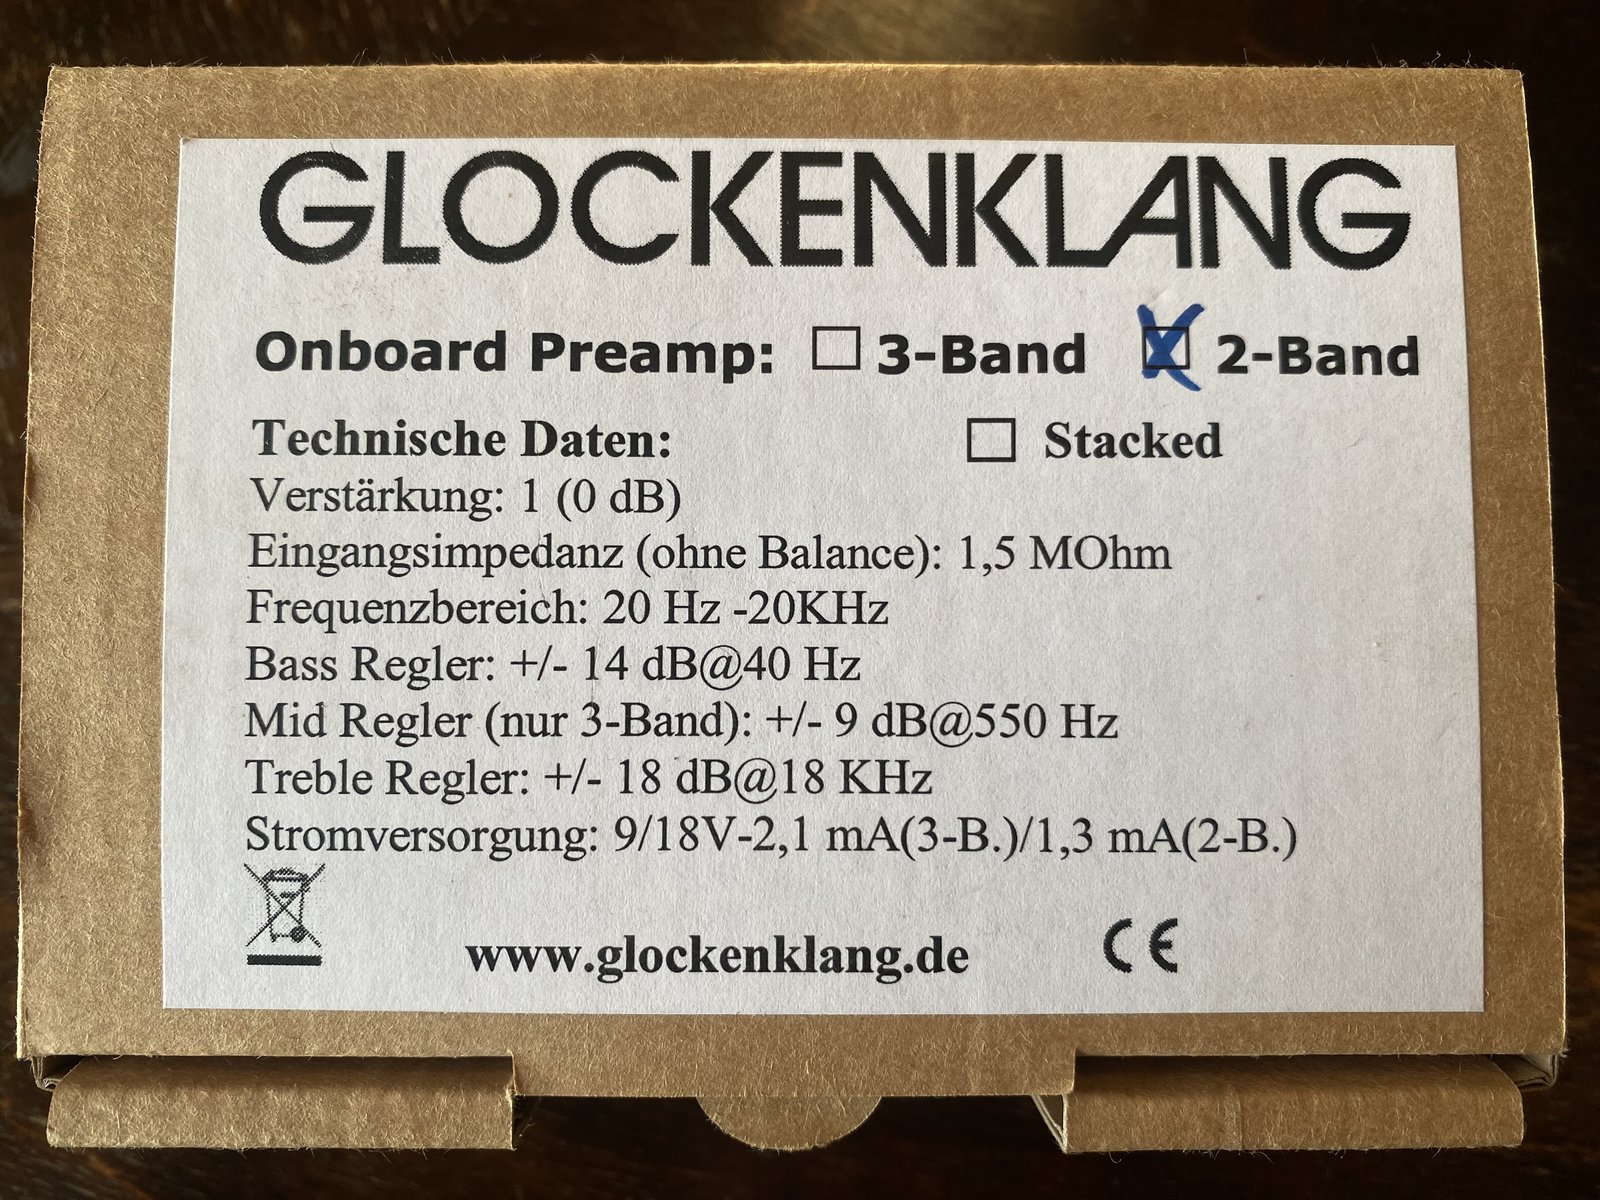 GLOCKENKLANG
Onboard Preamp: ☐ 3-Band ☒ 2-Band
Technische Daten: ☐ Stacked
Verstärkung: 1 (0 dB)
Eingangsimpedanz (ohne Balance): 1,5 MOhm
Frequenzbereich: 20 Hz -20KHz
Bass Regler: +/- 14 dB@40 Hz
Mid Regler (nur 3-Band): +/- 9 dB@550 Hz
Treble Regler: +/- 18 dB@18 KHz
Stromversorgung: 9/18V-2,1 mA(3-B.)/1,3 mA(2-B.)
www.glockenklang.de CE